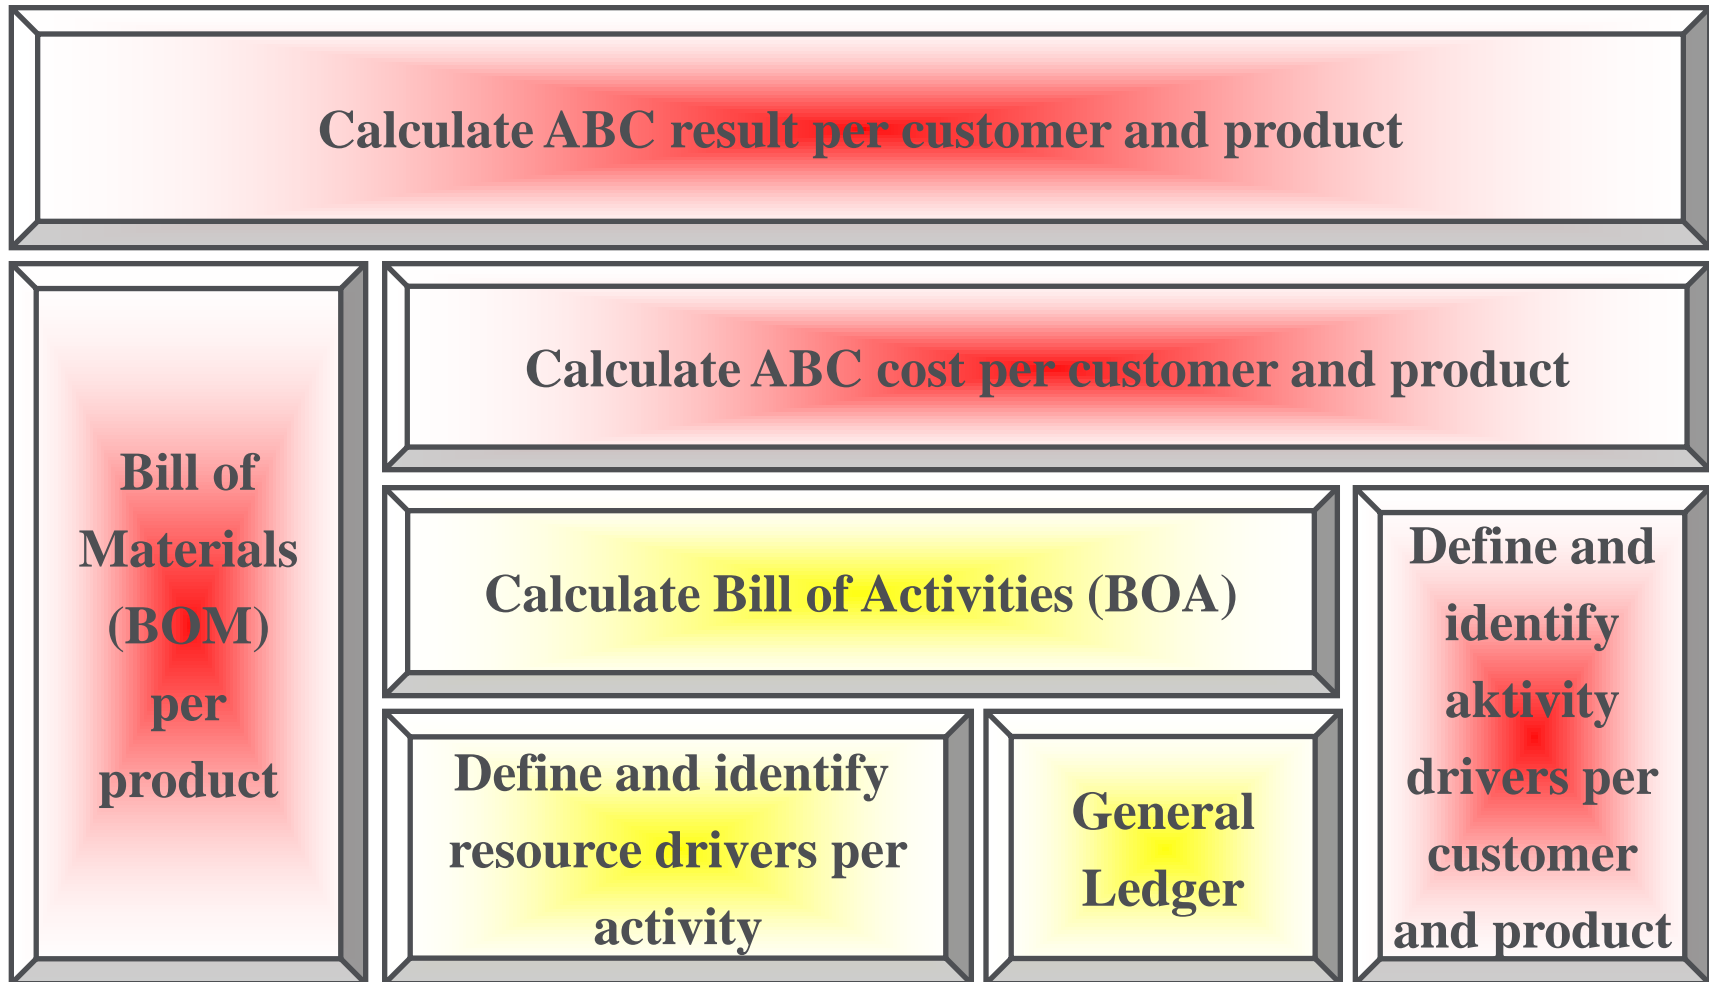 Calculate ABC result per customer and product
Calculate ABC cost per customer and product
Bill of
Materials
(BOM)
per
product
Calculate Bill of Activities (BOA)
Define and
identify
aktivity
drivers per
customer
and product
Define and identify
resource drivers per
activity
General
Ledger